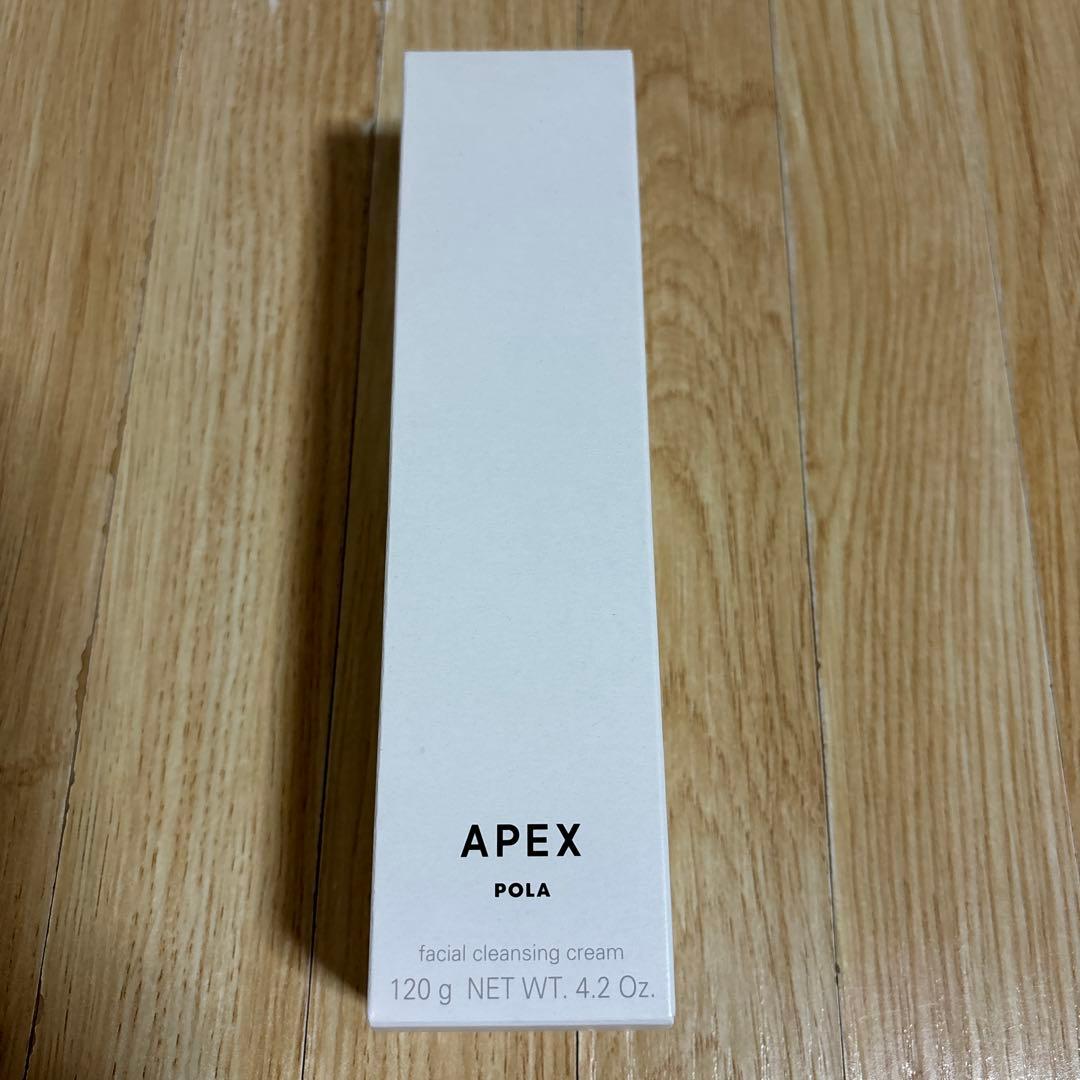 APEX
POLA
facial cleansing cream
120 g NET WT. 4.2 Oz.